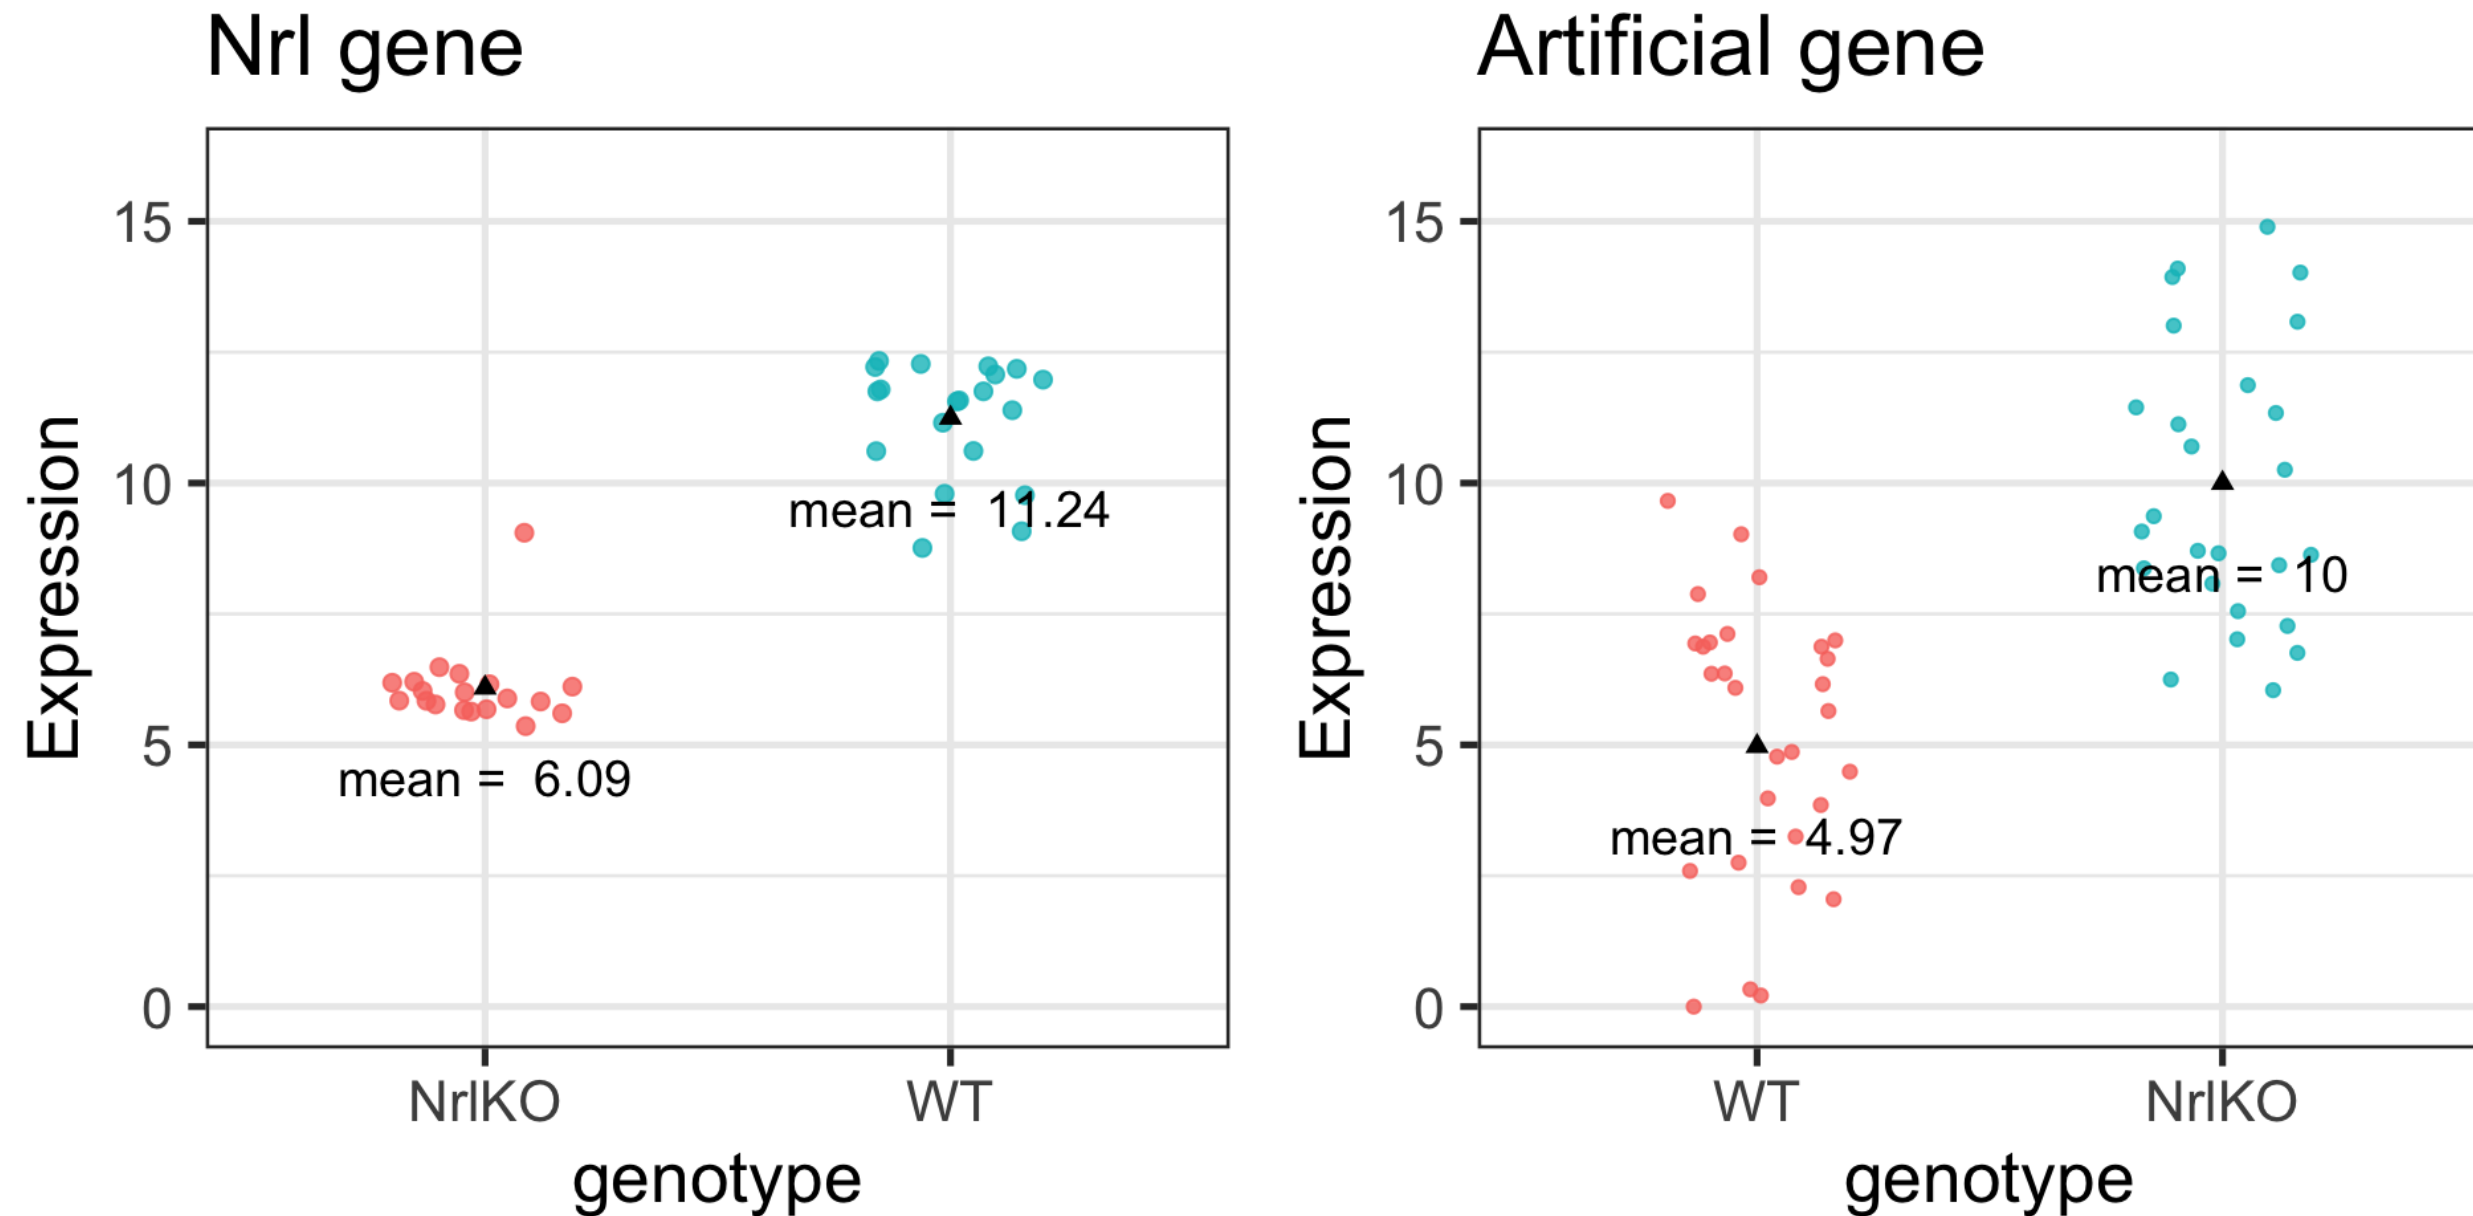 Nrl gene
Expression
15
10
5
0
mean = 6.09
mean = 11.24
NrlKO
WT
genotype
Artificial gene
Expression
15
10
5
0
mean = 4.97
mean = 10
WT
NrlKO
genotype